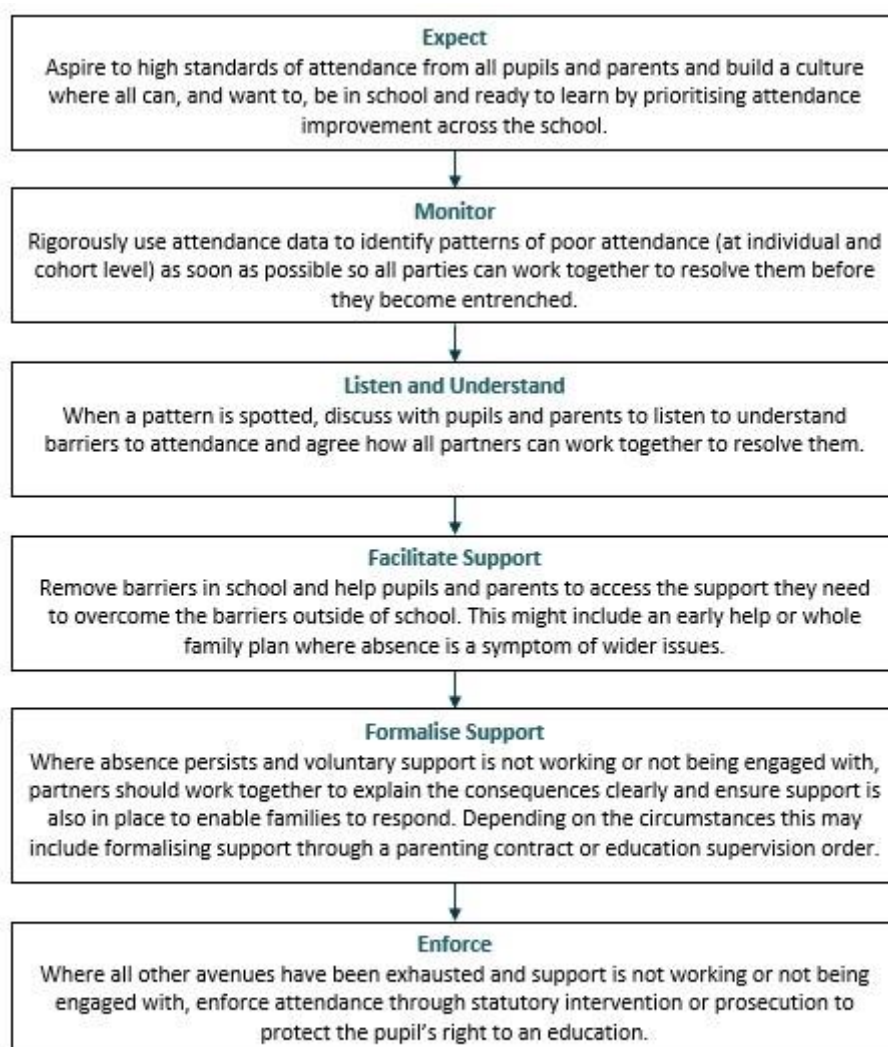 Expect
Aspire to high standards of attendance from all pupils and parents and build a culture
where all can, and want to, be in school and ready to learn by prioritising attendance
improvement across the school.
Monitor
Rigorously use attendance data to identify patterns of poor attendance (at individual and
cohort level) as soon as possible so all parties can work together to resolve them before
they become entrenched.
Listen and Understand
When a pattern is spotted, discuss with pupils and parents to listen to understand
barriers to attendance and agree how all partners can work together to resolve them.
Facilitate Support
Remove barriers in school and help pupils and parents to access the support they need
to overcome the barriers outside of school. This might include an early help or whole
family plan where absence is a symptom of wider issues.
Formalise Support
Where absence persists and voluntary support is not working or not being engaged with,
partners should work together to explain the consequences clearly and ensure support is
also in place to enable families to respond. Depending on the circumstances this may
include formalising support through a parenting contract or education supervision order.
Enforce
Where all other avenues have been exhausted and support is not working or not being
engaged with, enforce attendance through statutory intervention or prosecution to
protect the pupil's right to an education.